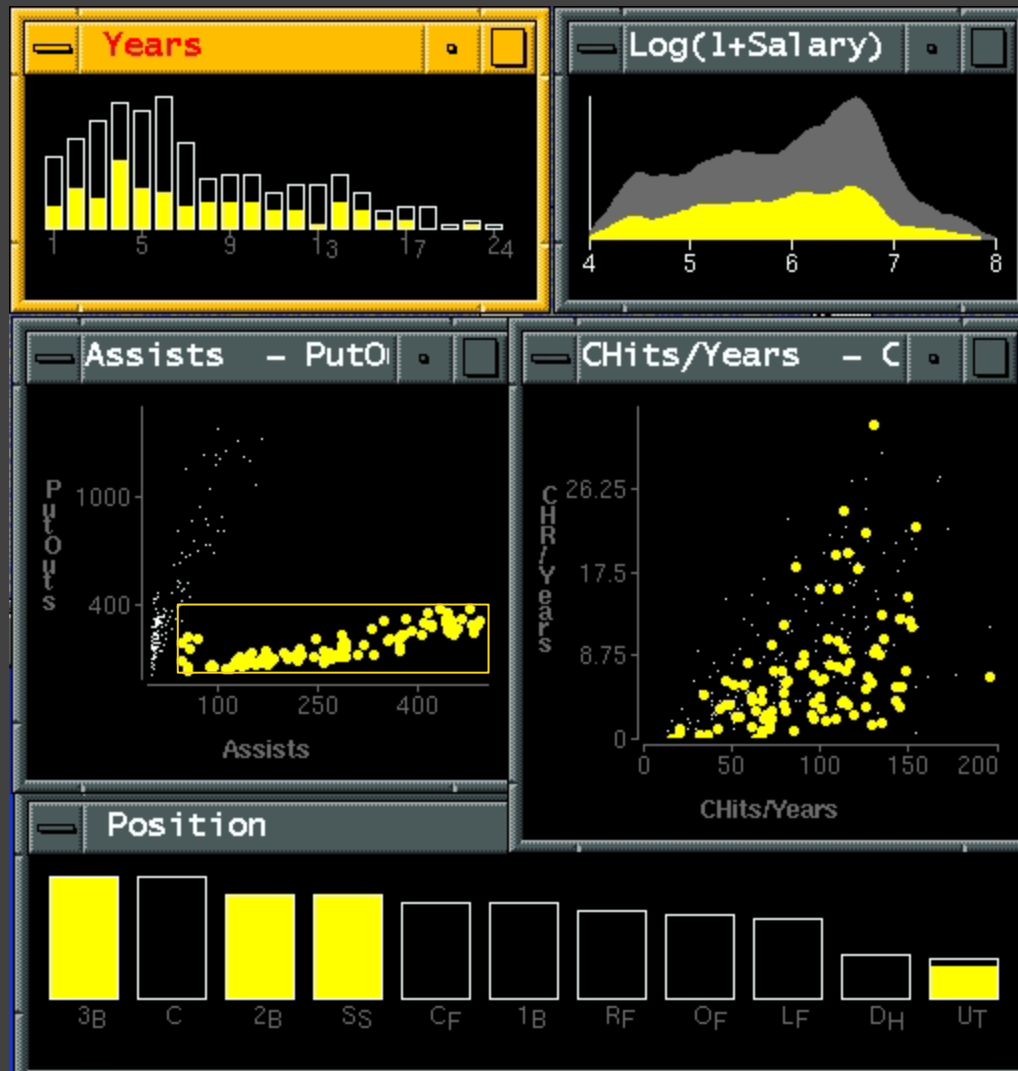 Years
1 5 9 13 17 24
Log(1+Salary)
4 5 6 7 8
Assists - PutO
PutOuts
1000
400
100 250 400
Assists
CHits/Years - C
CHR/Years
26.25
17.5
8.75
0
0 50 100 150 200
CHits/Years
Position
3B C 2B SS CF 1B RF OF LF DH UT